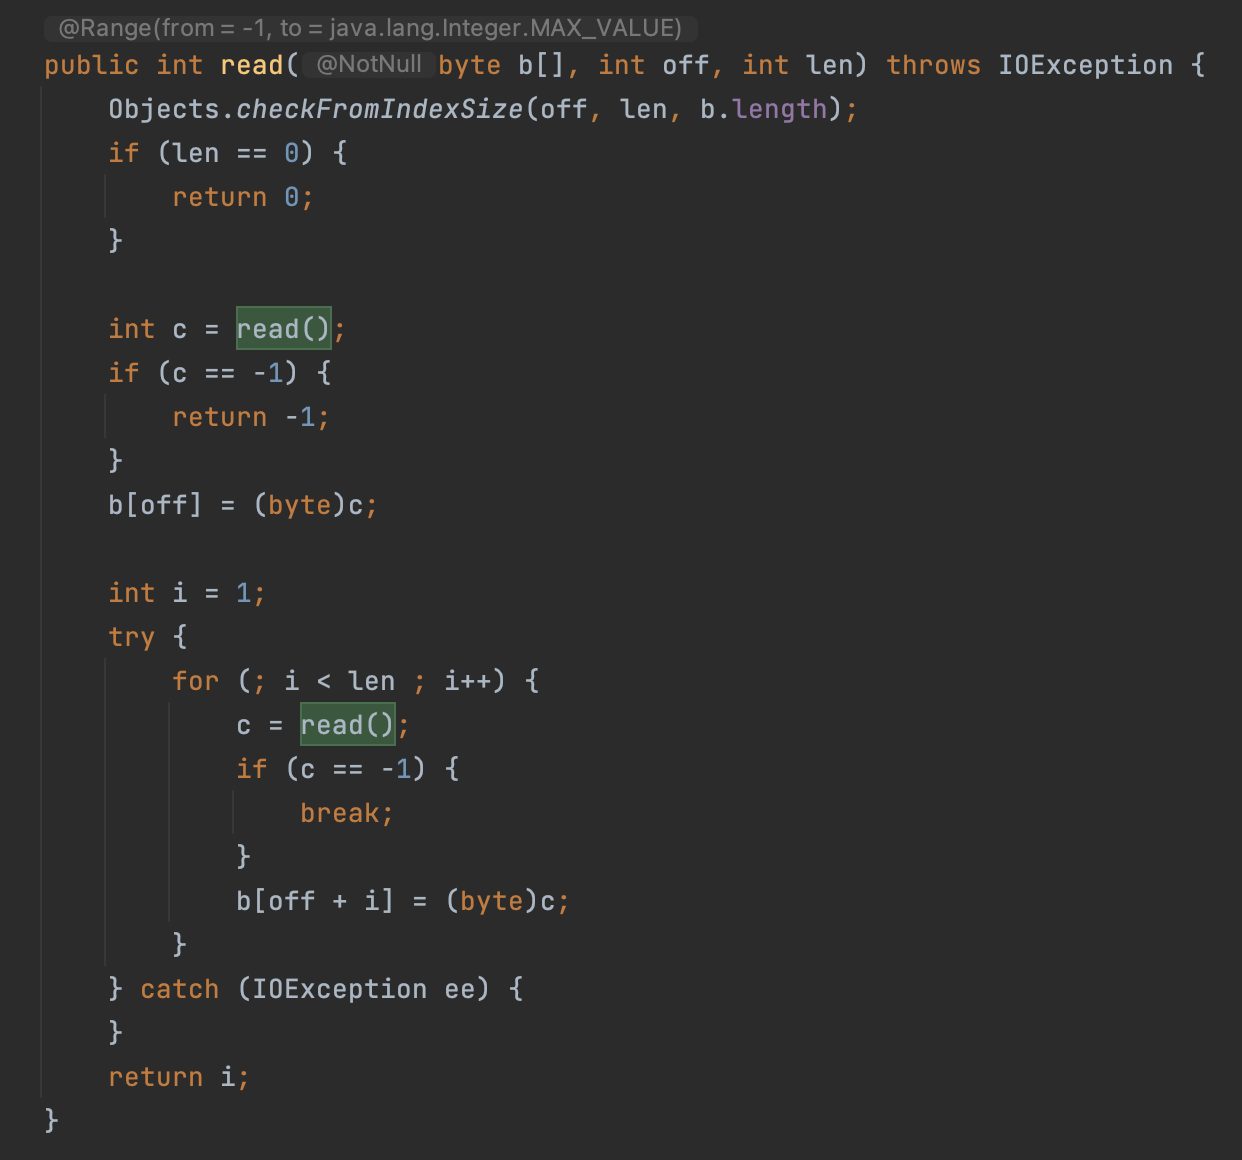 @Range(from = -1, to = java.lang.Integer.MAX_VALUE)
public int read( @NotNull byte b[], int off, int len) throws IOException {
    Objects.checkFromIndexSize(off, len, b.length);
    if (len == 0) {
        return 0;
    }

    int c = read();
    if (c == -1) {
        return -1;
    }
    b[off] = (byte)c;

    int i = 1;
    try {
        for (; i < len ; i++) {
            c = read();
            if (c == -1) {
                break;
            }
            b[off + i] = (byte)c;
        }
    } catch (IOException ee) {
    }
    return i;
}